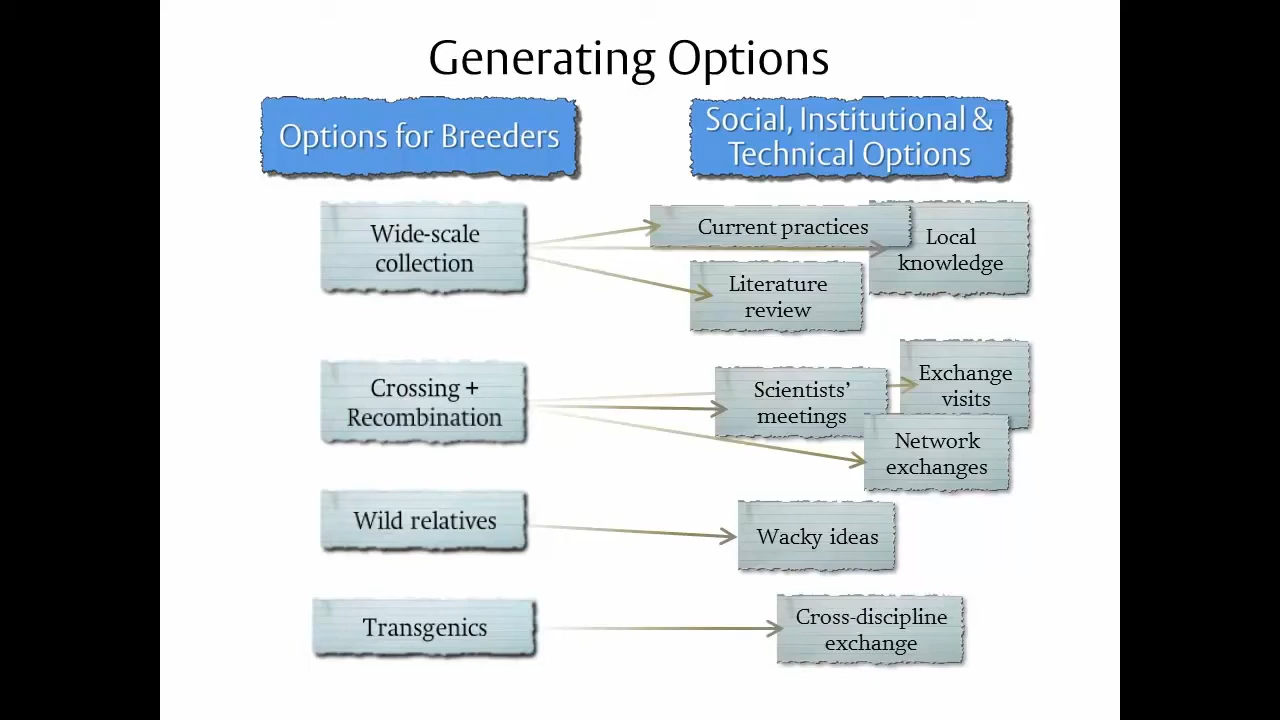 Generating Options
Options for Breeders
Social, Institutional &
Technical Options
Wide-scale
collection
Current practices
Local
knowledge
Literature
review
Crossing +
Recombination
Scientists’
meetings
Exchange
visits
Network
exchanges
Wild relatives
Wacky ideas
Transgenics
Cross-discipline
exchange